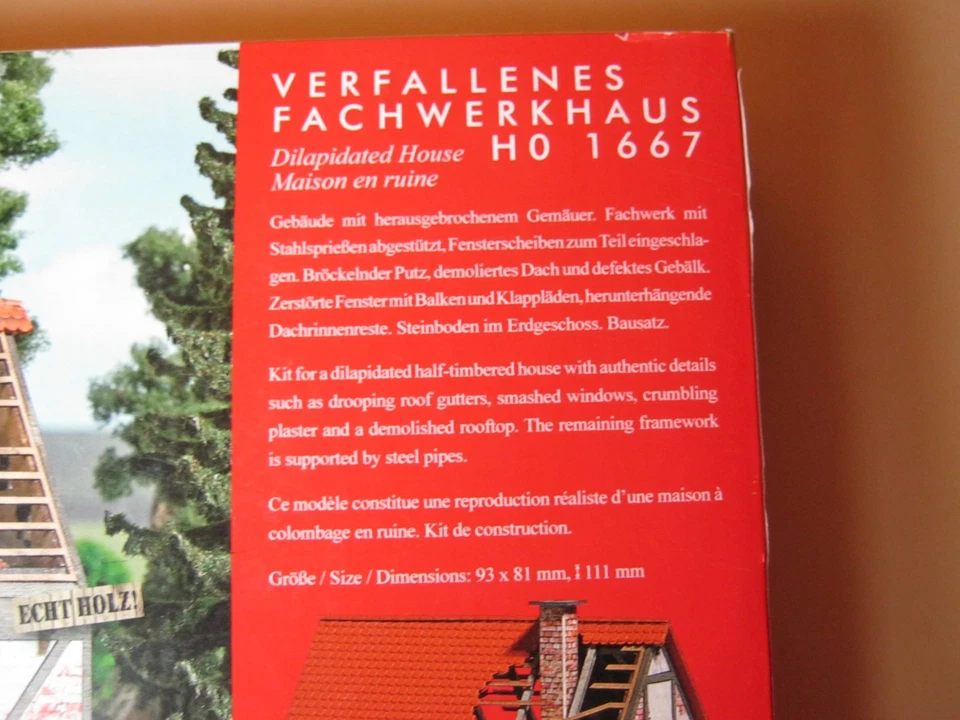 VERFALLENES
FACHWERKHAUS
Dilapidated House H0 1667
Maison en ruine
Gebäude mit herausgebrochenem Gemäuer. Fachwerk mit
Stahlsprießen abgestützt, Fensterscheiben zum Teil eingeschla-
gen. Bröckelnder Putz, demoliertes Dach und defektes Gebälk.
Zerstörte Fenster mit Balken und Klappläden, herunterhängende
Dachrinnenreste. Steinboden im Erdgeschoss. Bausatz.
Kit for a dilapidated half-timbered house with authentic details
such as drooping roof gutters, smashed windows, crumbling
plaster and a demolished rooftop. The remaining framework
is supported by steel pipes.
Ce modèle constitue une reproduction réaliste d'une maison à
colombage en ruine. Kit de construction.
Größe / Size / Dimensions: 93 x 81 mm, ↕ 111 mm
ECHT HOLZ!